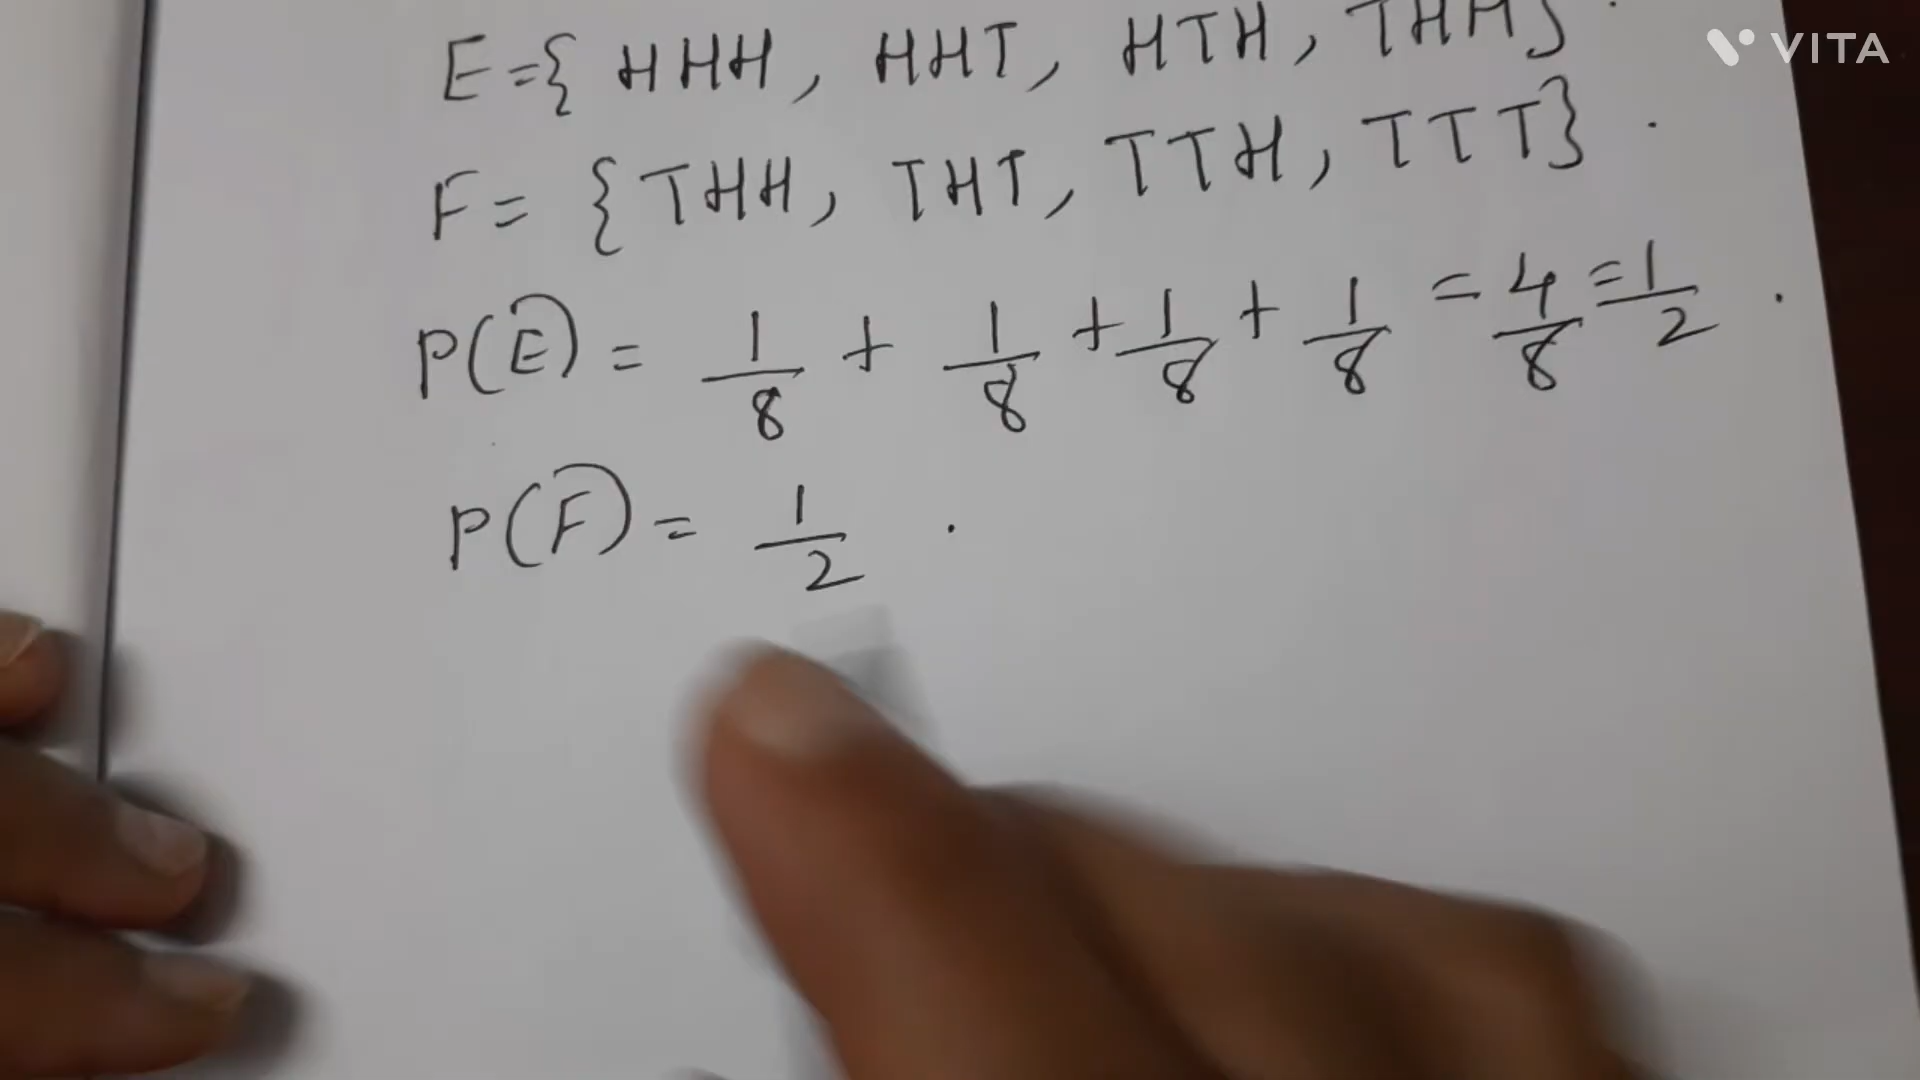 E={ HHH, HHT, HTH, THH}.
VITA
F= {THH, THT, TTH, TTT}.
P(E)= 1/8 + 1/8 + 1/8 + 1/8 = 4/8 = 1/2.
P(F)= 1/2.